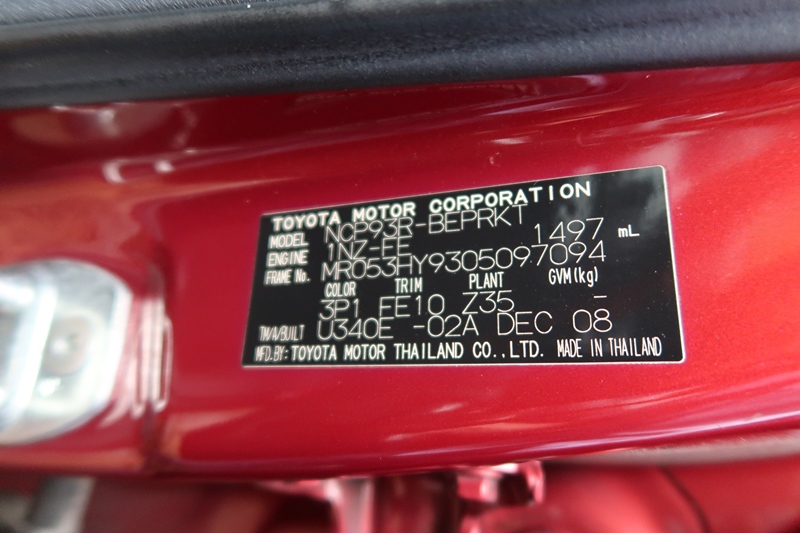 TOYOTA MOTOR CORPORATION
MODEL NCP93R-BEPRKT
ENGINE 1NZ-FE 1497 mL
FRAME No. MR053HY9305097094
COLOR TRIM PLANT GVM(kg)
3P1 FE10 Z35 -
T/M/A/BUILT U340E -02A DEC 08
MFD.BY: TOYOTA MOTOR THAILAND CO.,LTD. MADE IN THAILAND